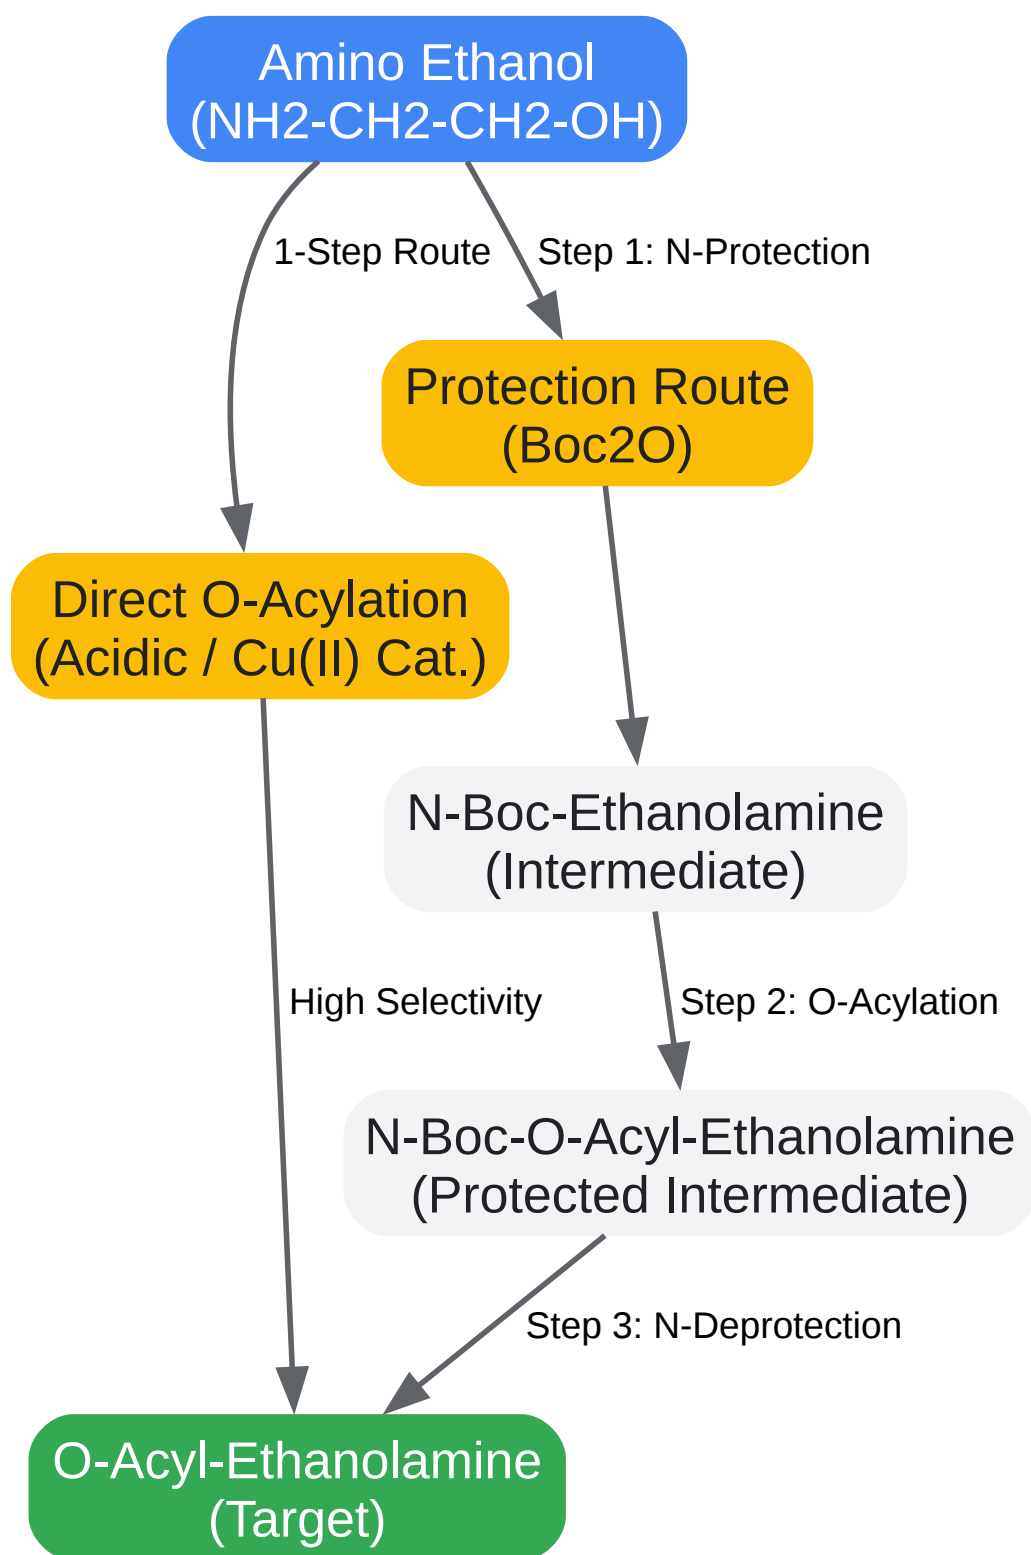 Amino Ethanol
(NH2-CH2-CH2-OH)
1-Step Route
Step 1: N-Protection
Protection Route
(Boc2O)
Direct O-Acylation
(Acidic / Cu(II) Cat.)
N-Boc-Ethanolamine
(Intermediate)
High Selectivity
Step 2: O-Acylation
N-Boc-O-Acyl-Ethanolamine
(Protected Intermediate)
Step 3: N-Deprotection
O-Acyl-Ethanolamine
(Target)